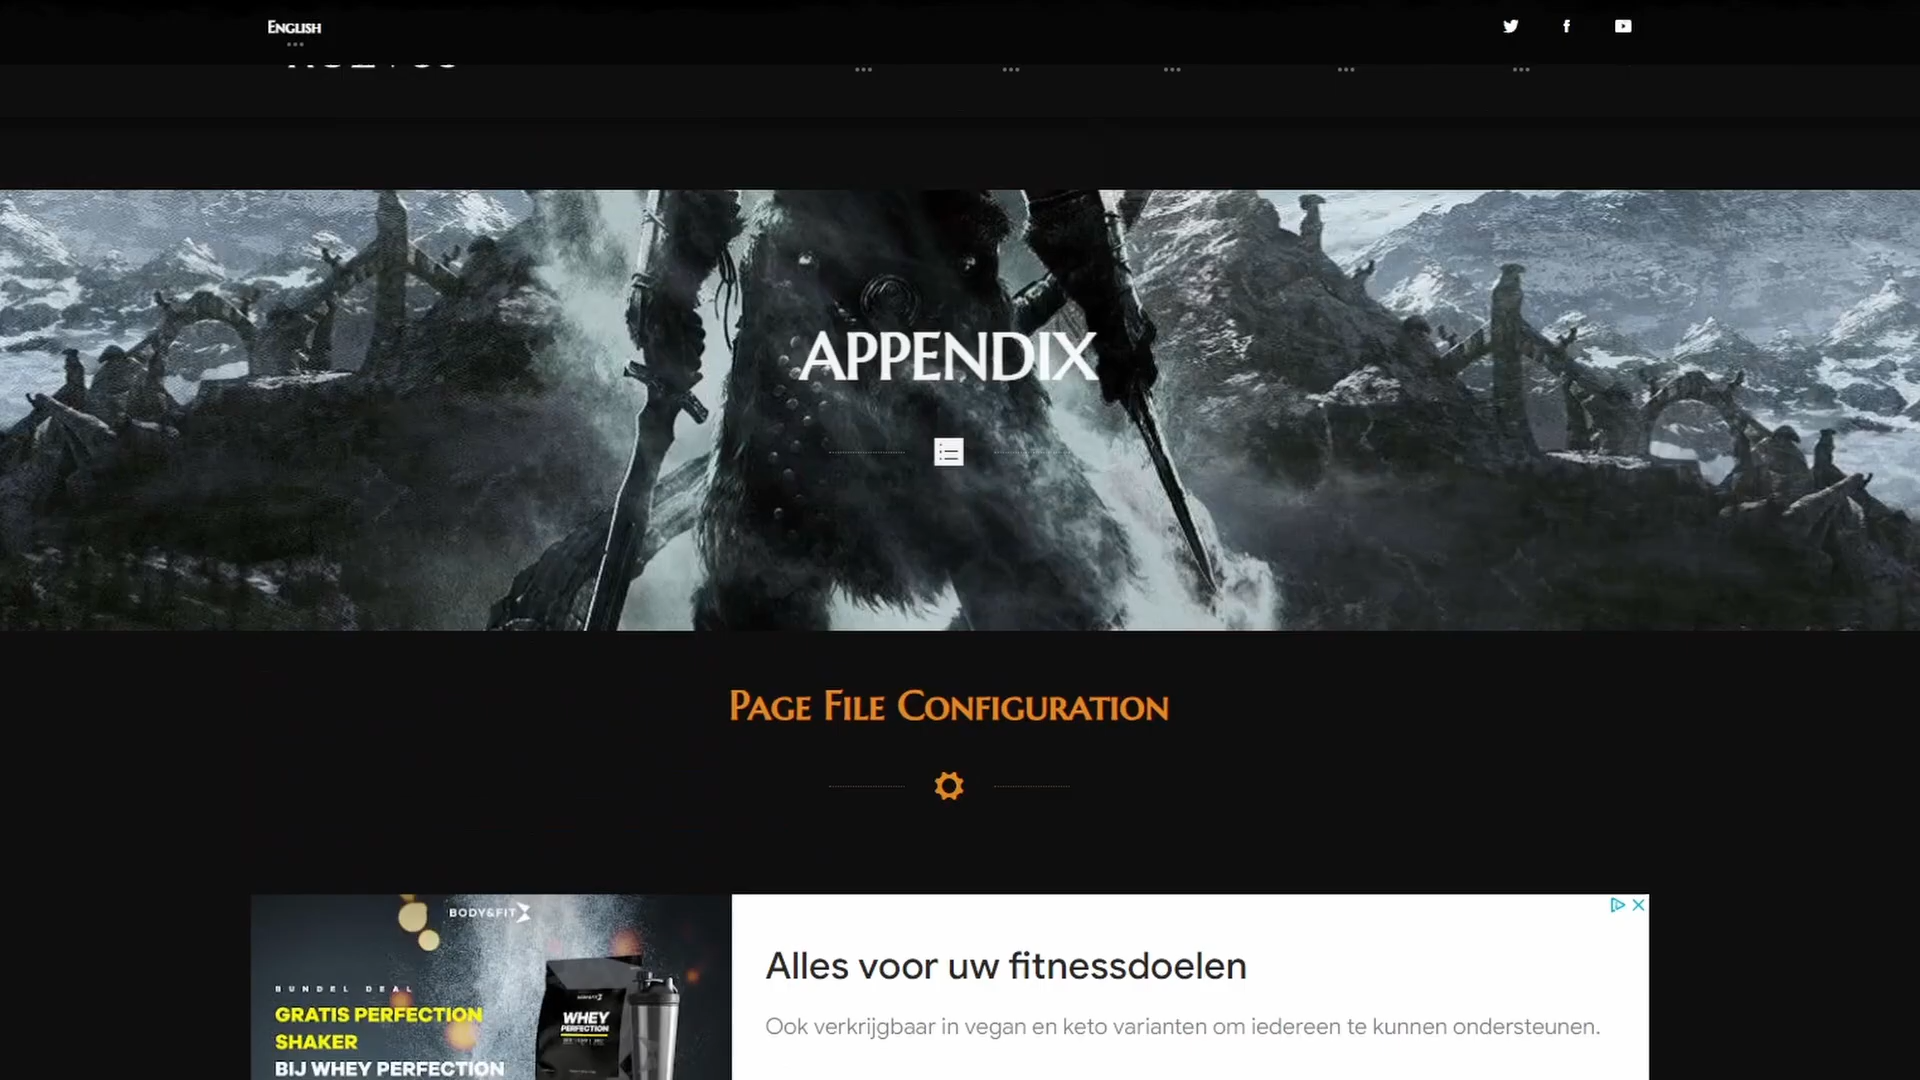 English
APPENDIX
Page File Configuration
BODY&FIT
BUNDEL DEAL
GRATIS PERFECTION
SHAKER
BIJ WHEY PERFECTION
WHEY
PERFECTION
Alles voor uw fitnessdoelen
Ook verkrijgbaar in vegan en keto varianten om iedereen te kunnen ondersteunen.